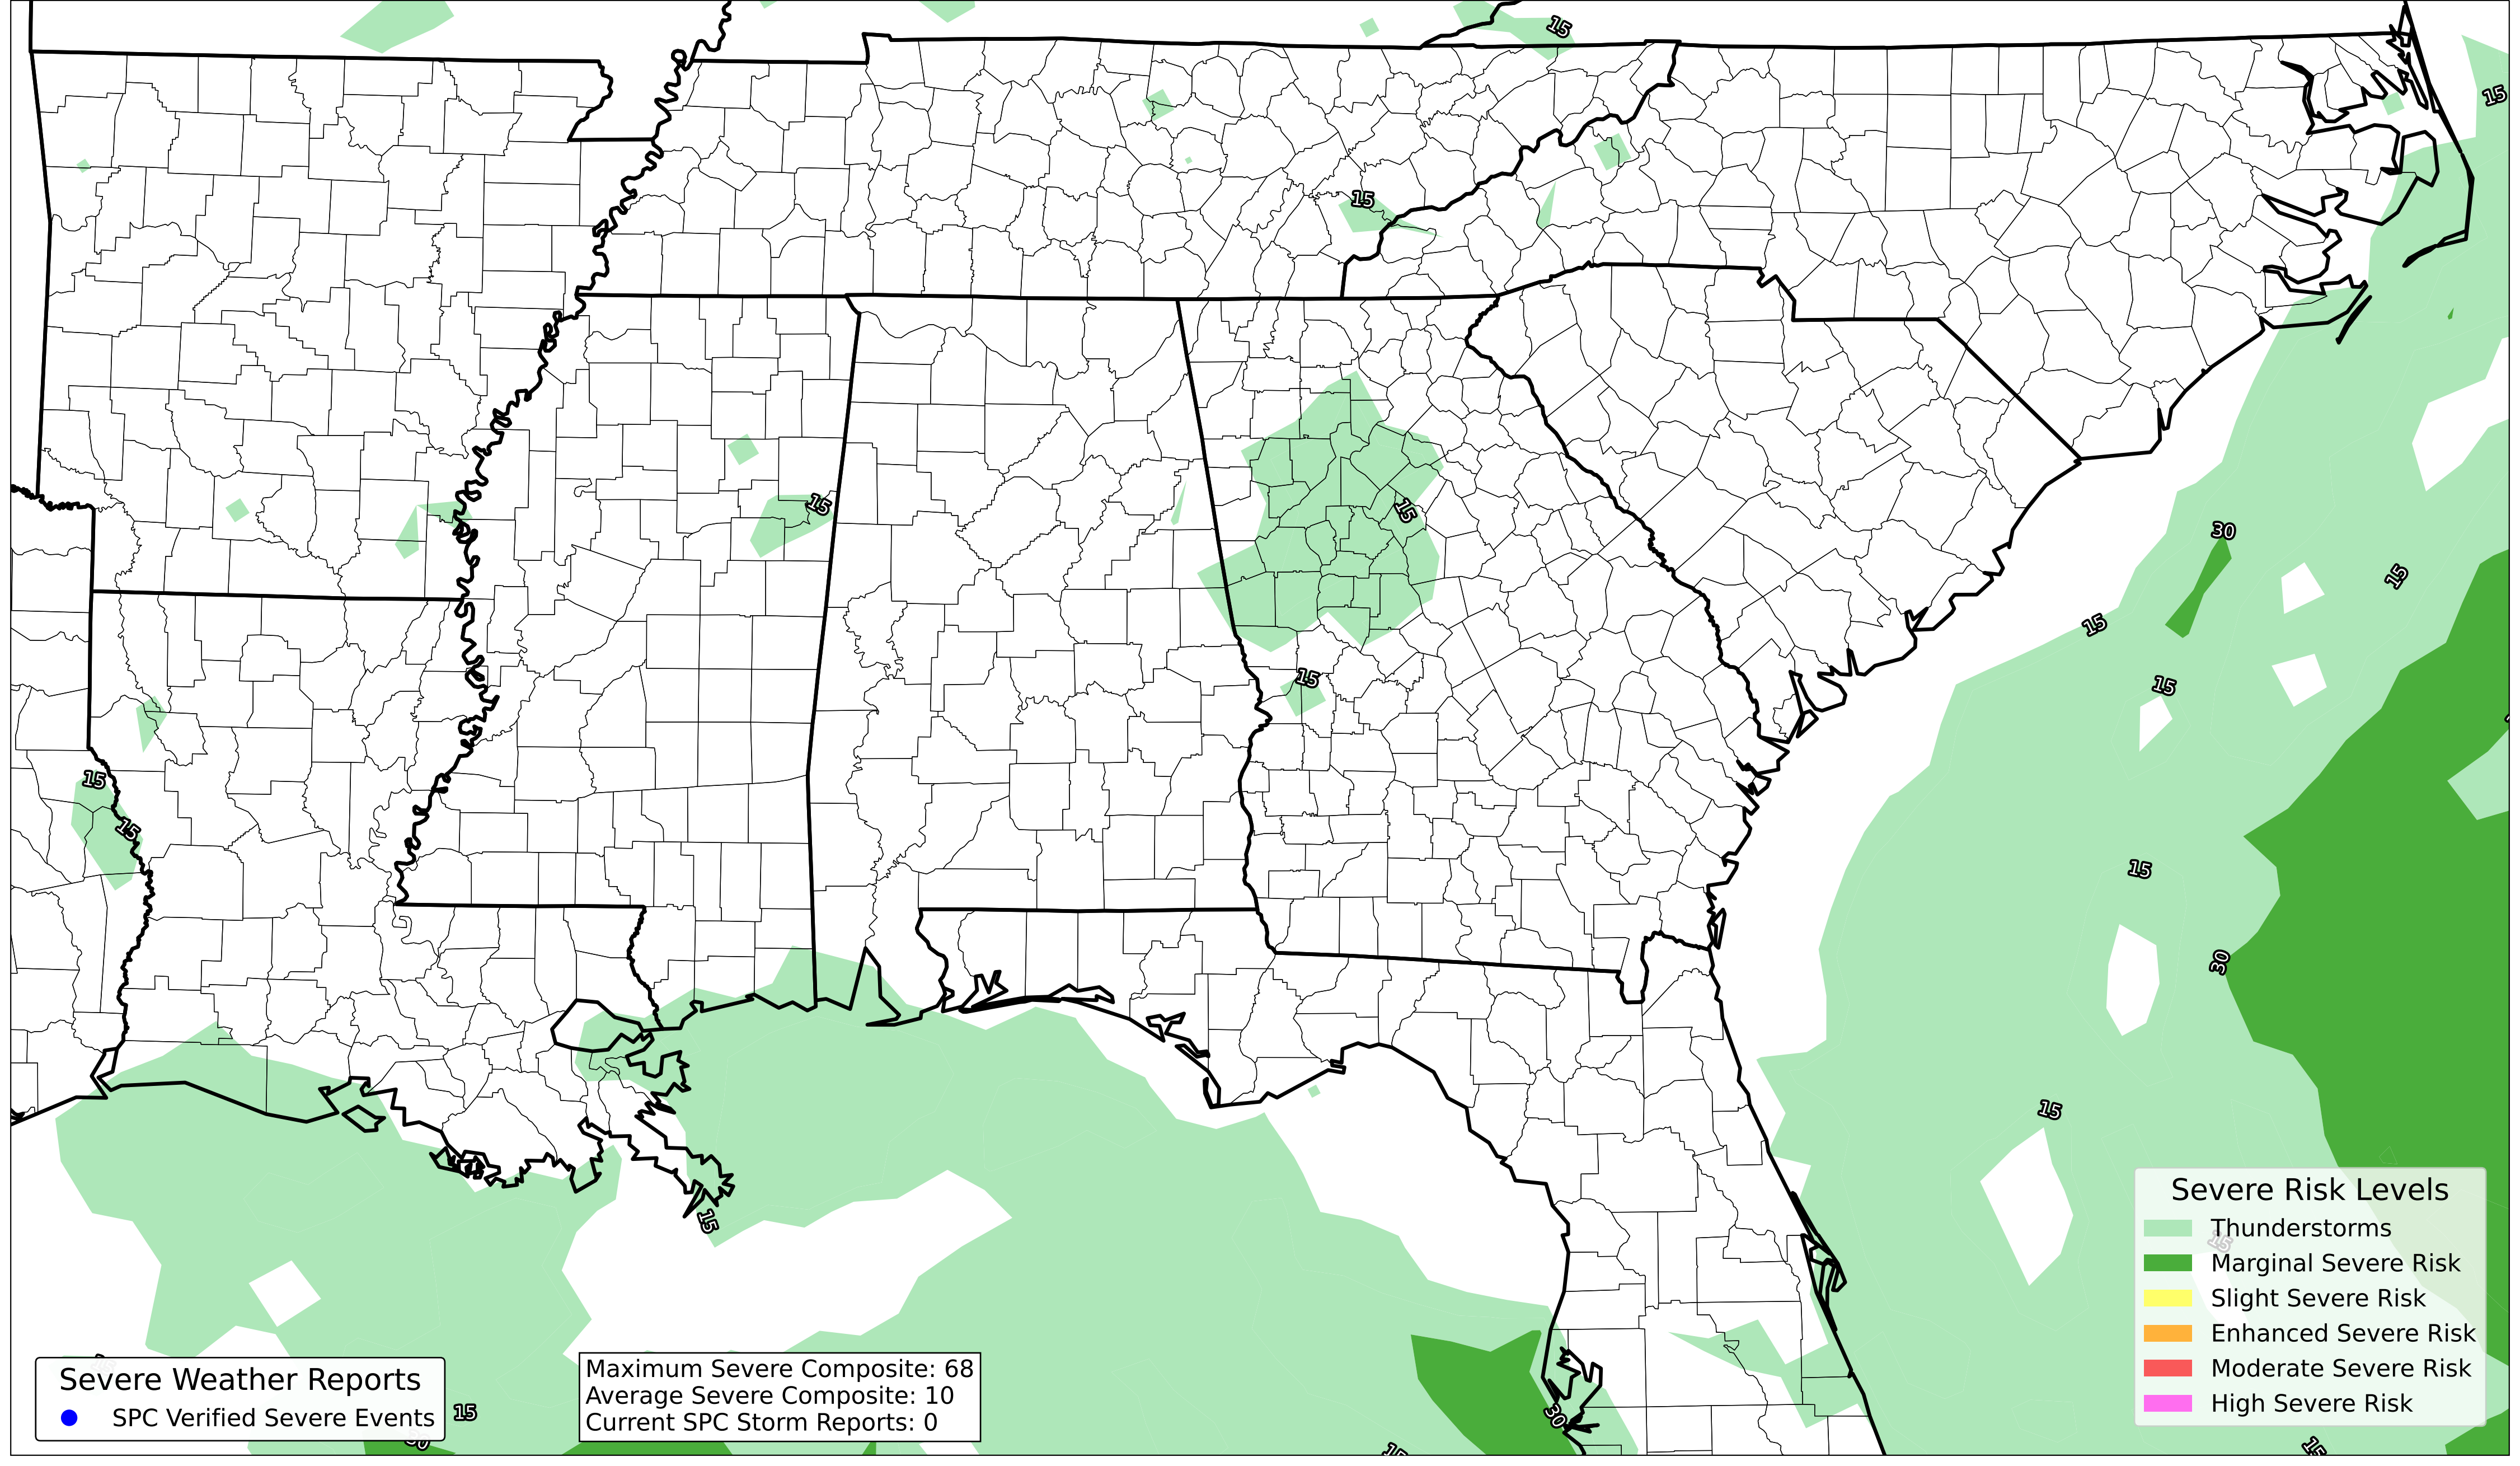 15
15
15
15
15
30
15
15
15
15
15
15
15
30
15
15
Severe Risk Levels
Thunderstorms
15
Marginal Severe Risk
Slight Severe Risk
Enhanced Severe Risk
Moderate Severe Risk
High Severe Risk
Severe Weather Reports
SPC Verified Severe Events
15
Maximum Severe Composite: 68
Average Severe Composite: 10
Current SPC Storm Reports: 0
30
15
15